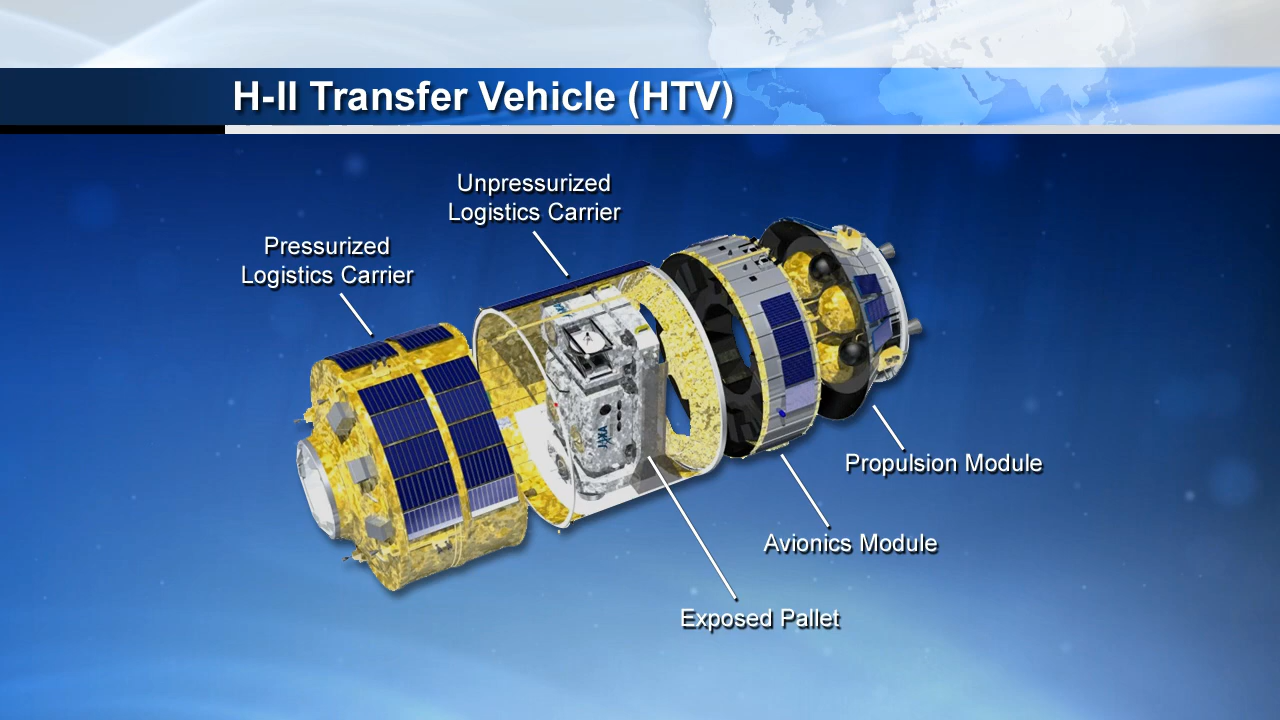 H-II Transfer Vehicle (HTV)
Unpressurized
Logistics Carrier
Pressurized
Logistics Carrier
Propulsion Module
Avionics Module
Exposed Pallet